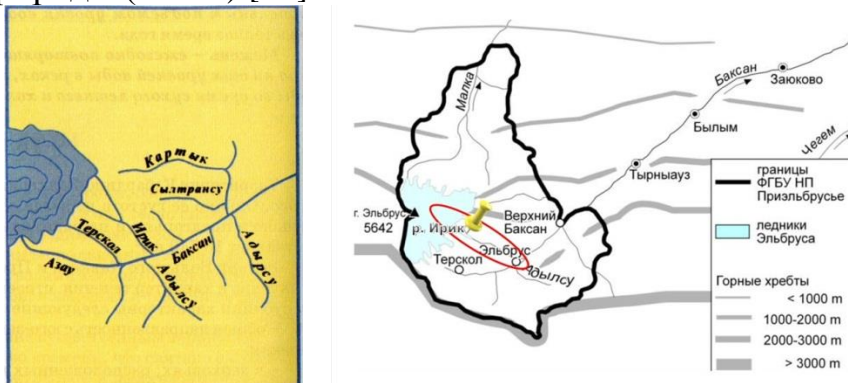 Картык
Сылтрансу
Терскол
Ирик
Баксан
Азау
Адылсу
Адырсу
Малка
Баксан
Заюково
Былым
Чегем
Тырныауз
г. Эльбрус
5642
р. Ирик
Верхний
Баксан
Эльбрус
Терскол
Адылсу
границы
ФГБУ НП
Приэльбрусье
ледники
Эльбруса
Горные хребты
< 1000 m
1000-2000 m
2000-3000 m
> 3000 m